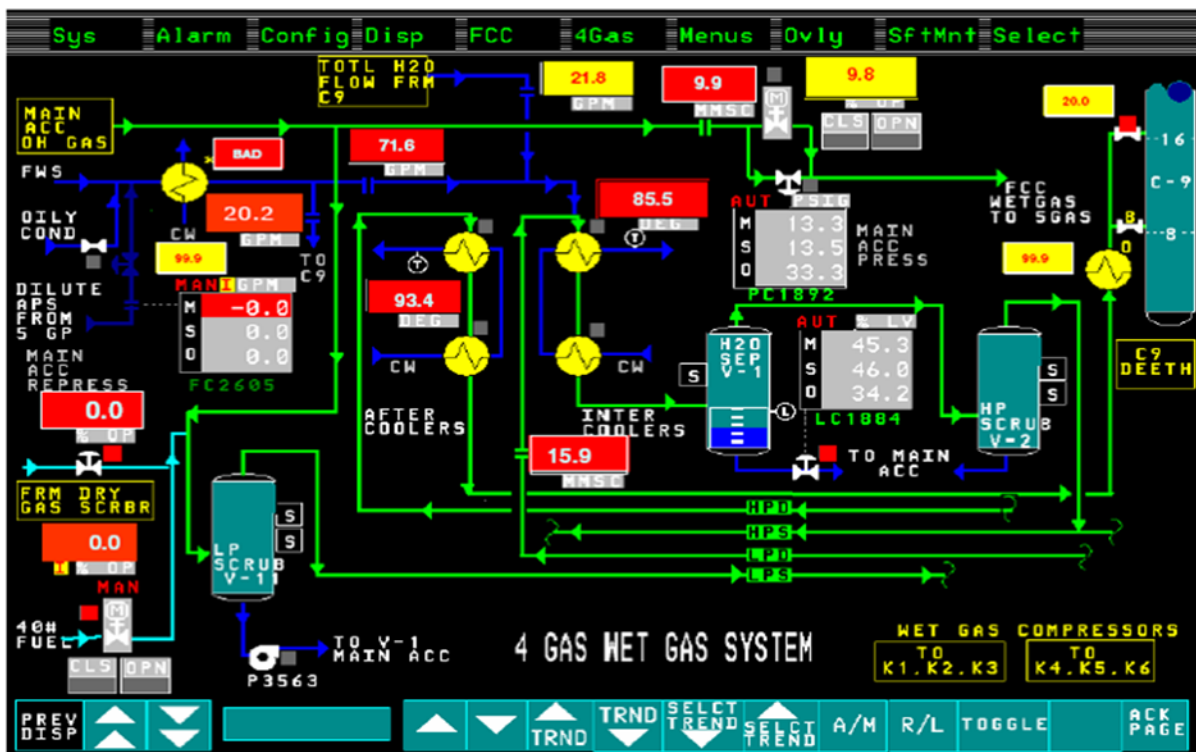 Sys Alarm Config Disp FCC 4Gas Menus Ovly SftMnt Select
TOTL H2O
FLOW FRM
C9
21.8
GPM
9.9
MMSC
M
9.8
% OP
CLS OPN
20.0
MAIN
ACC
OH GAS
71.6
GPM
BAD
FWS
OILY
COND
CW
20.2
GPM
99.9
TO
C9
DILUTE
APS
FROM
5 GP
MAN I GPM
M -0.0
S 0.0
O 0.0
FC2605
85.5
DEG
T
T
93.4
DEG
CW
CW
AFTER
COOLERS
INTER
COOLERS
15.9
MMSC
AUT PSIG
M 13.3
S 13.5
O 33.3
PC1892
MAIN
ACC
PRESS
FCC
WETGAS
TO 5GAS
99.9
16
C-9
B
8
O
C9
DEETH
AUT % LV
M 45.3
S 46.0
O 34.2
LC1884
H2O
SEP
V-1
S
L
HP
SCRUB
V-2
S
S
TO MAIN
ACC
MAIN
ACC
REPRESS
0.0
% OP
FRM DRY
GAS SCRBR
0.0
I % OP
MAN
M
40#
FUEL
CLS OPN
LP
SCRUB
V-11
S
S
HPD
HPS
LPD
LPS
TO V-1
MAIN ACC
P3563
4 GAS WET GAS SYSTEM
WET GAS COMPRESSORS
TO
K1,K2,K3
TO
K4,K5,K6
PREV
DISP
TRND
TRND
SELCT
TREND
SELCT
TREND
A/M
R/L
TOGGLE
ACK
PAGE